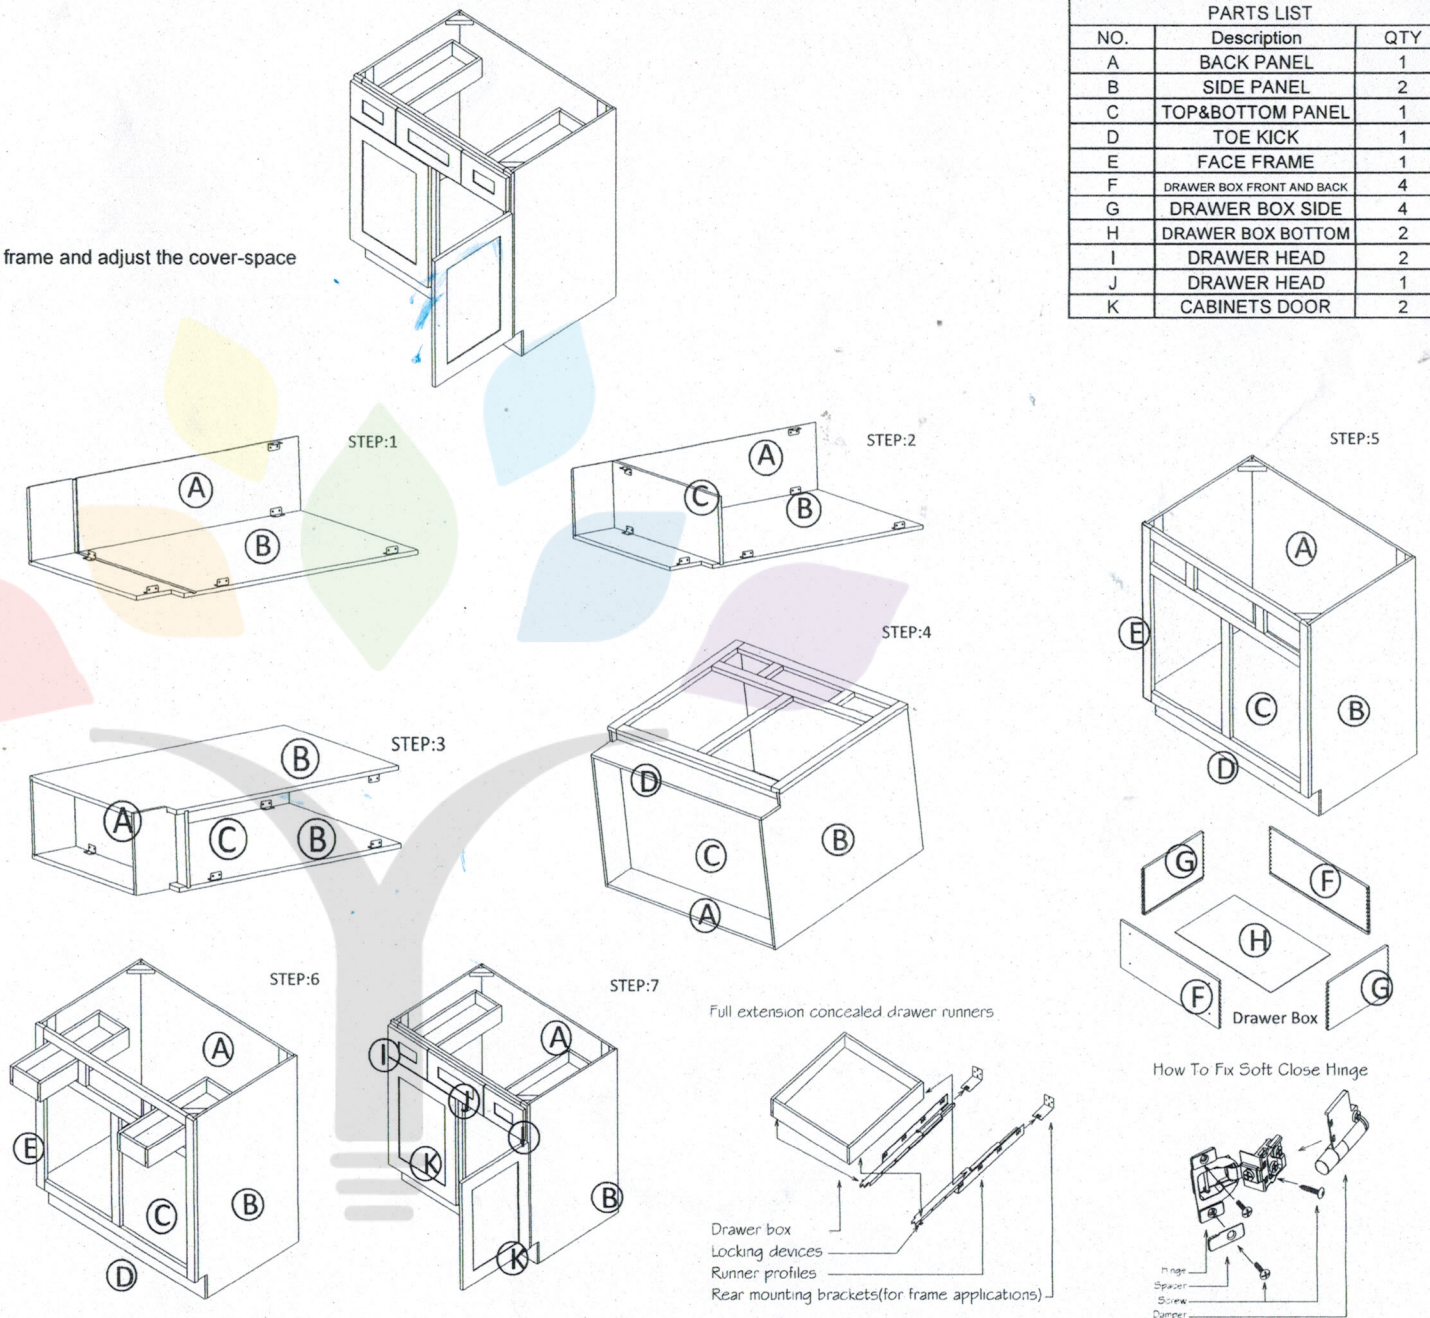 PARTS LIST
NO. Description QTY
A BACK PANEL 1
B SIDE PANEL 2
C TOP&BOTTOM PANEL 1
D TOE KICK 1
E FACE FRAME 1
F DRAWER BOX FRONT AND BACK 4
G DRAWER BOX SIDE 4
H DRAWER BOX BOTTOM 2
I DRAWER HEAD 2
J DRAWER HEAD 1
K CABINETS DOOR 2
frame and adjust the cover-space
STEP:1
A
B
STEP:2
A
C
B
STEP:5
A
E
C
B
D
STEP:3
B
A
C
B
STEP:4
D
C
B
A
G
F
H
F
G
Drawer Box
STEP:6
A
E
C
B
D
STEP:7
I
A
J
I
K
B
K
Full extension concealed drawer runners
Drawer box
Locking devices
Runner profiles
Rear mounting brackets(for frame applications)
How To Fix Soft Close Hinge
Hinge
Spacer
Screw
Damper